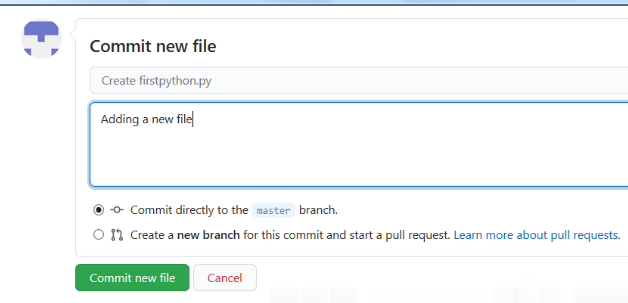 Commit new file
Create firstpython.py
Adding a new file
Commit directly to the master branch.
Create a new branch for this commit and start a pull request. Learn more about pull requests.
Commit new file Cancel